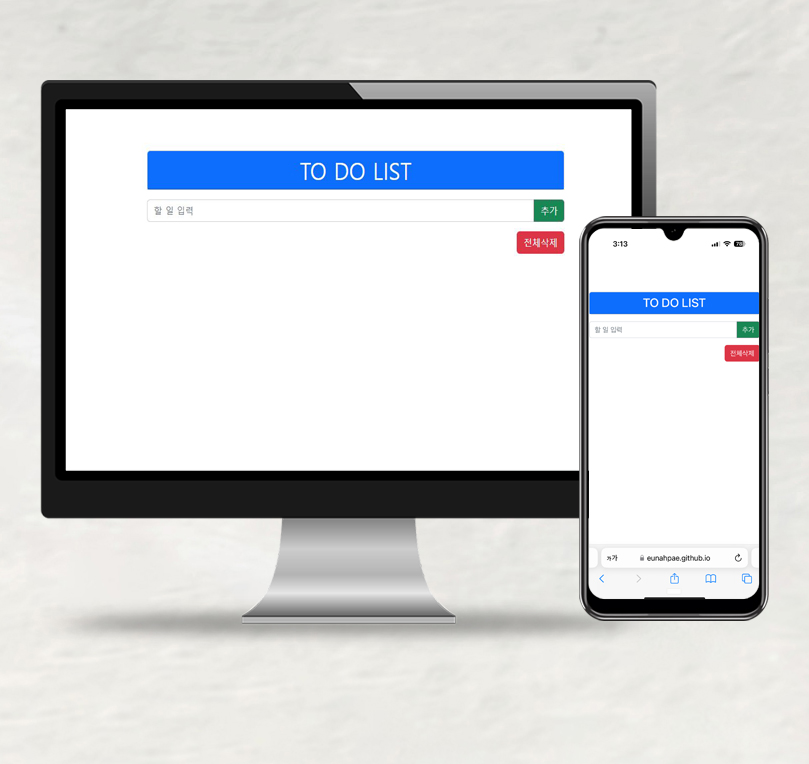 TO DO LIST
할 일 입력
추가
전체삭제
3:13
78
TO DO LIST
할 일 입력
추가
전체삭제
가가
eunahpae.github.io